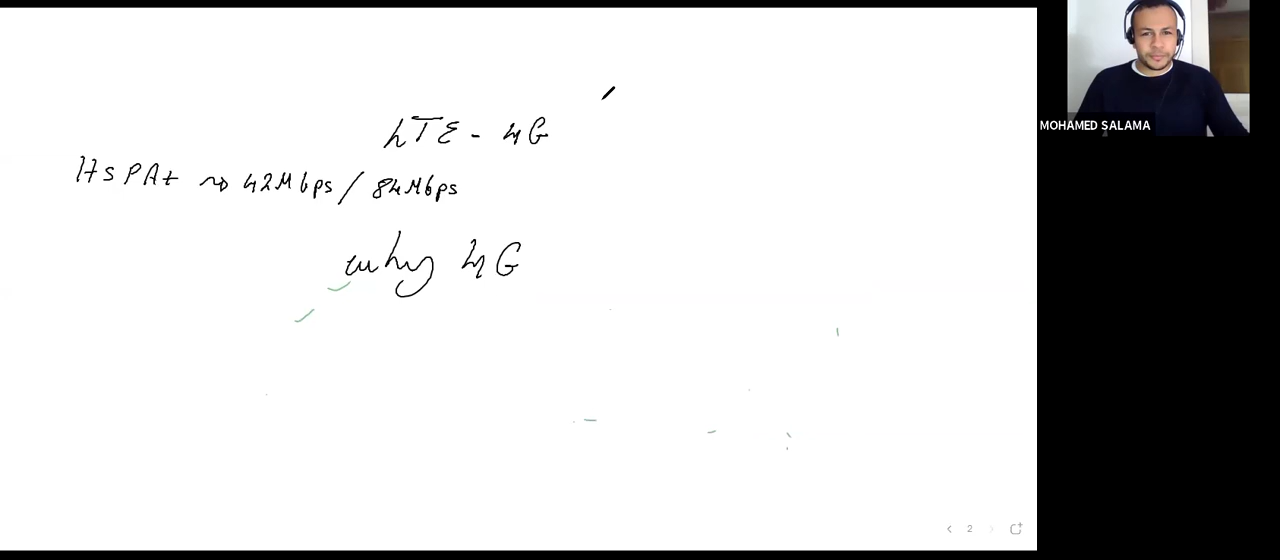 LTE - 4G
HSPA+ → 42Mbps / 84Mbps
why 4G
MOHAMED SALAMA
2